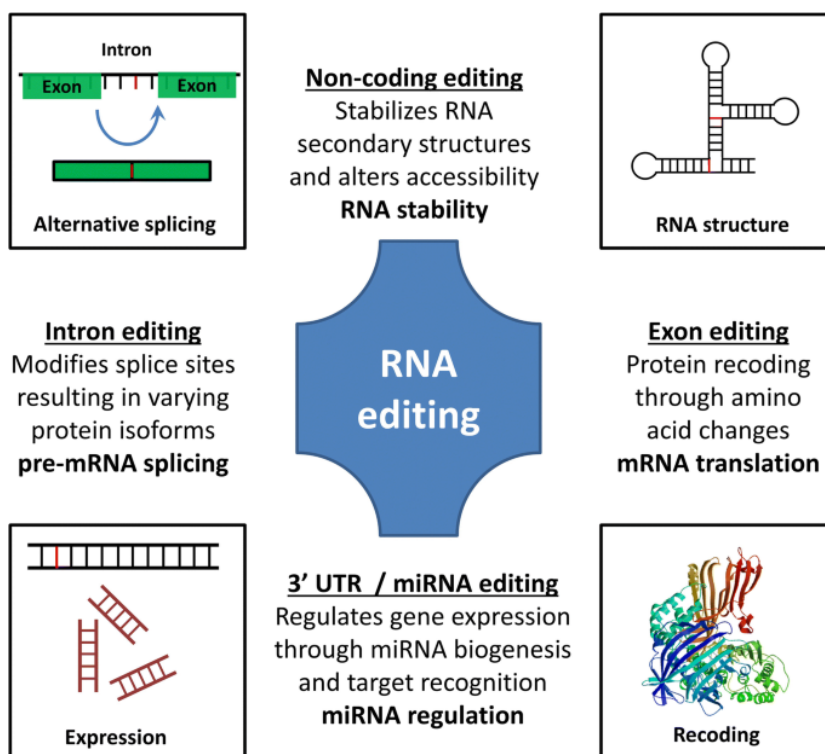 Intron
Exon
Exon
Alternative splicing
Non-coding editing
Stabilizes RNA
secondary structures
and alters accessibility
RNA stability
RNA structure
Intron editing
Modifies splice sites
resulting in varying
protein isoforms
pre-mRNA splicing
RNA
editing
Exon editing
Protein recoding
through amino
acid changes
mRNA translation
Expression
3’ UTR / miRNA editing
Regulates gene expression
through miRNA biogenesis
and target recognition
miRNA regulation
Recoding